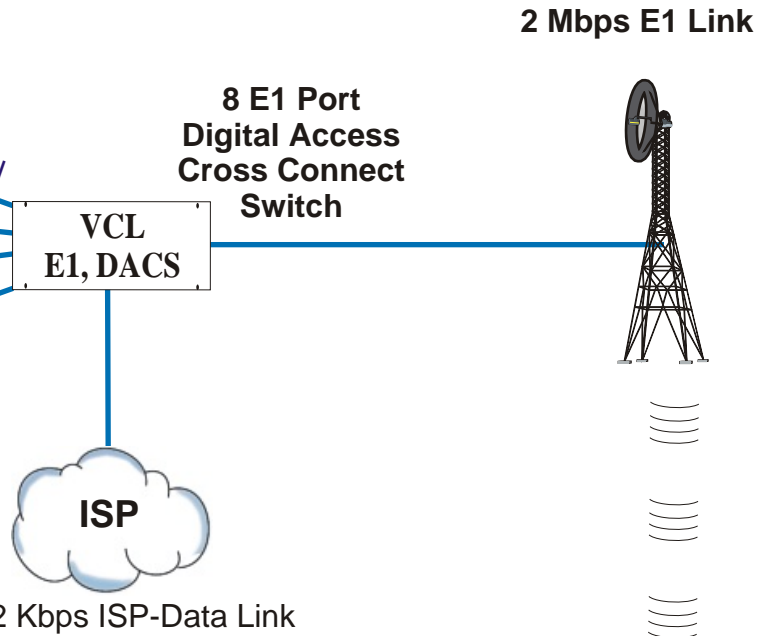 2 Mbps E1 Link
8 E1 Port
Digital Access
Cross Connect
Switch
VCL
E1, DACS
ISP
2 Kbps ISP-Data Link